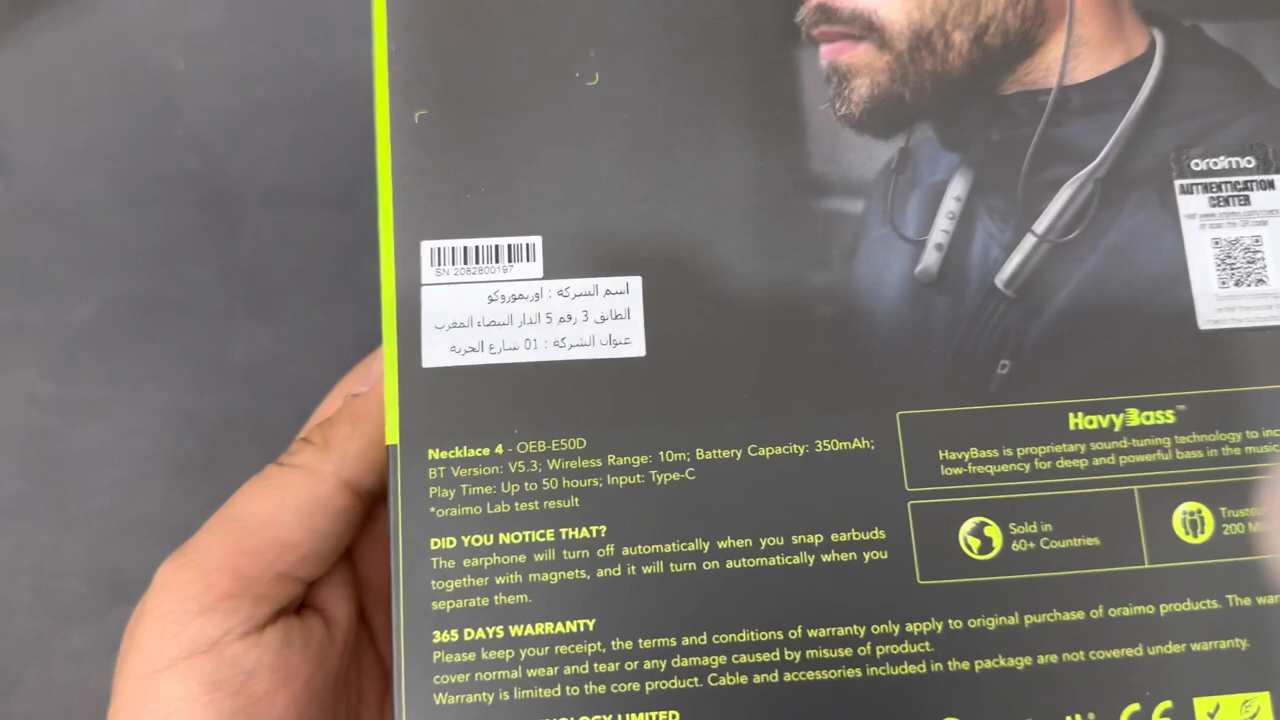 oraimo
AUTHENTICATION
CENTER
SN:2082800197
اسم الشركة : اوريموروكو
الطابق 3 رقم 5 الدار البيضاء المغرب
عنوان الشركة : 01 شارع الحرية
Necklace 4 - OEB-E50D
BT Version: V5.3; Wireless Range: 10m; Battery Capacity: 350mAh;
Play Time: Up to 50 hours; Input: Type-C
*oraimo Lab test result
HavyBass™
HavyBass is proprietary sound-tuning technology to
low-frequency for deep and powerful bass in the music
Sold in
60+ Countries
200
DID YOU NOTICE THAT?
The earphone will turn off automatically when you snap earbuds
together with magnets, and it will turn on automatically when you
separate them.
365 DAYS WARRANTY
Please keep your receipt, the terms and conditions of warranty only apply to original purchase of oraimo products. The
cover normal wear and tear or any damage caused by misuse of product.
Warranty is limited to the core product. Cable and accessories included in the package are not covered under warranty.
LIMITED